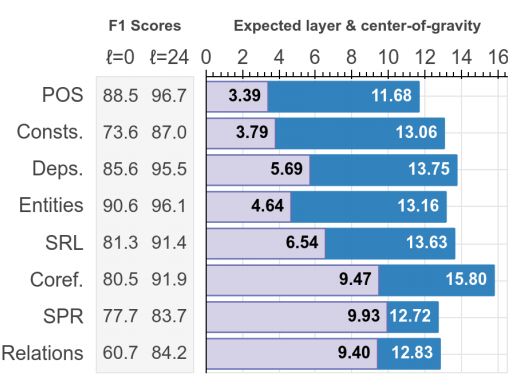 F1 Scores Expected layer & center-of-gravity
ℓ=0 ℓ=24 0 2 4 6 8 10 12 14 16
POS 88.5 96.7 3.39 11.68
Consts. 73.6 87.0 3.79 13.06
Deps. 85.6 95.5 5.69 13.75
Entities 90.6 96.1 4.64 13.16
SRL 81.3 91.4 6.54 13.63
Coref. 80.5 91.9 9.47 15.80
SPR 77.7 83.7 9.93 12.72
Relations 60.7 84.2 9.40 12.83